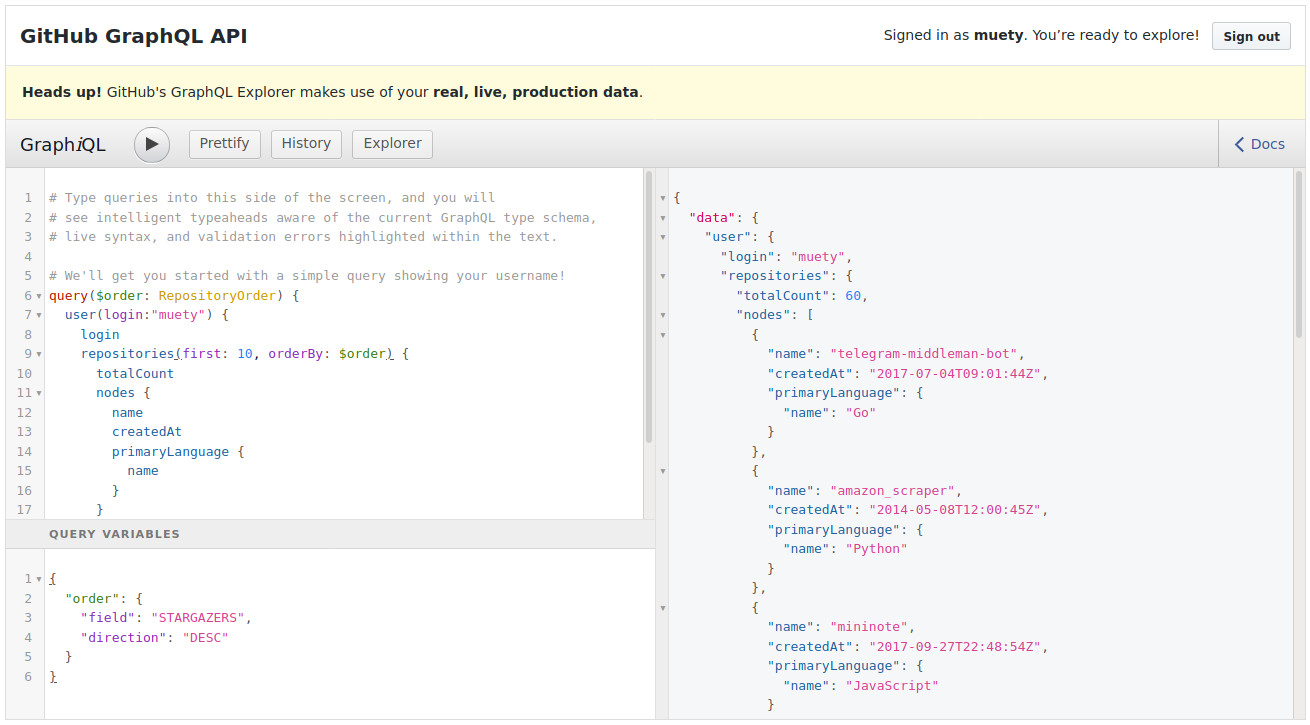 GitHub GraphQL API
Signed in as muety. You’re ready to explore! Sign out
Heads up! GitHub's GraphQL Explorer makes use of your real, live, production data.
GraphiQL Prettify History Explorer Docs
1 # Type queries into this side of the screen, and you will
2 # see intelligent typeaheads aware of the current GraphQL type schema,
3 # live syntax, and validation errors highlighted within the text.
4
5 # We'll get you started with a simple query showing your username!
6 query($order: RepositoryOrder) {
7 user(login:"muety") {
8 login
9 repositories(first: 10, orderBy: $order) {
10 totalCount
11 nodes {
12 name
13 createdAt
14 primaryLanguage {
15 name
16 }
17 }
QUERY VARIABLES
1 {
2 "order": {
3 "field": "STARGAZERS",
4 "direction": "DESC"
5 }
6 }
{
"data": {
"user": {
"login": "muety",
"repositories": {
"totalCount": 60,
"nodes": [
{
"name": "telegram-middleman-bot",
"createdAt": "2017-07-04T09:01:44Z",
"primaryLanguage": {
"name": "Go"
}
},
{
"name": "amazon_scraper",
"createdAt": "2014-05-08T12:00:45Z",
"primaryLanguage": {
"name": "Python"
}
},
{
"name": "mininote",
"createdAt": "2017-09-27T22:48:54Z",
"primaryLanguage": {
"name": "JavaScript"
}